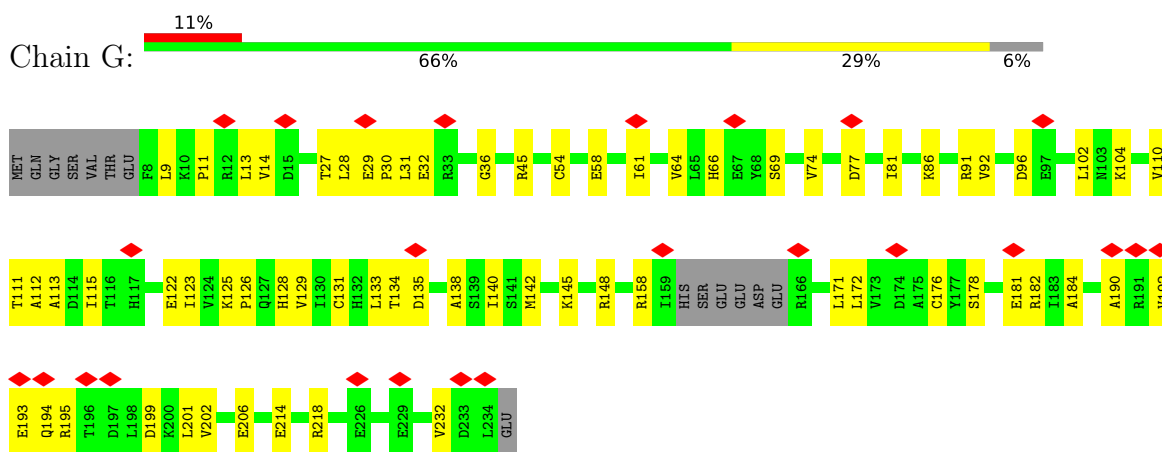 11%
Chain G:
66% 29% 6%
MET GLN GLY SER VAL THR GLU F8 L9 K10 P11 R12 L13 V14 D15 T27 L28 E29 P30 L31 E32 R33 G36 R45 C54 E58 I61 V64 L65 H66 E67 Y68 S69 V74 D77 I81 K86 R91 V92 D96 E97 L102 N103 K104 V110
T111 A112 A113 D114 I115 T116 H117 E122 I123 V124 K125 P126 Q127 H128 V129 I130 C131 H132 L133 T134 D135 A138 S139 I140 S141 M142 K145 R148 R158 I159 HIS SER GLU GLU ASP GLU R166 L171 L172 V173 D174 A175 C176 Y177 S178 E181 R182 I183 A184 A190 R191
E193 Q194 R195 T196 D197 L198 D199 K200 L201 V202 E206 E214 R218 E226 E229 V232 D233 L234 GLU